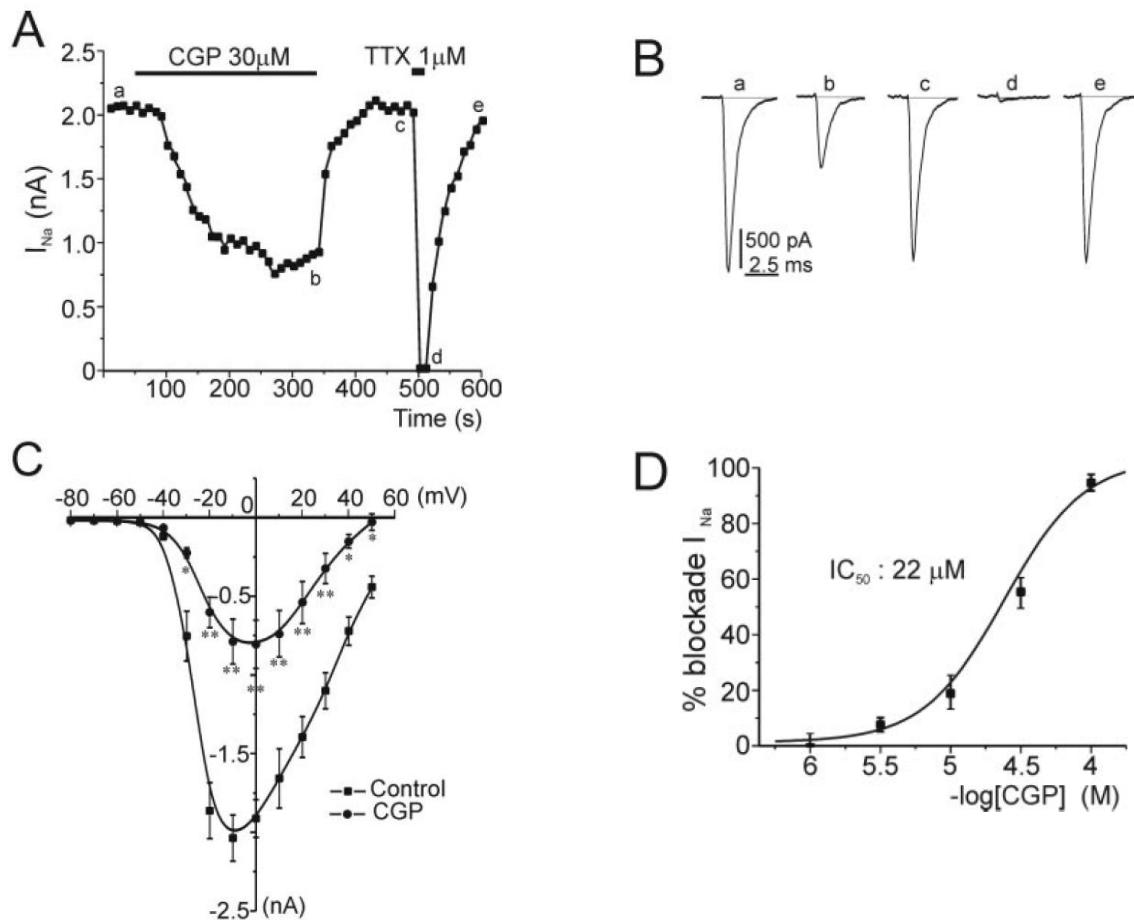 A
CGP 30µM
TTX 1µM
2.5
2.0
1.5
1.0
0.5
0
I_Na (nA)
a
b
c
d
e
100 200 300 400 500 600
Time (s)
B
a b c d e
500 pA
2.5 ms
C
-80 -60 -40 -20 0 20 40 60 (mV)
-0.5
-1.5
-2.5
(nA)
* ** ** ** ** ** ** * *
Control
CGP
D
100
80
60
40
20
0
% blockade I_Na
IC₅₀ : 22 µM
6 5.5 5 4.5 4
-log[CGP] (M)